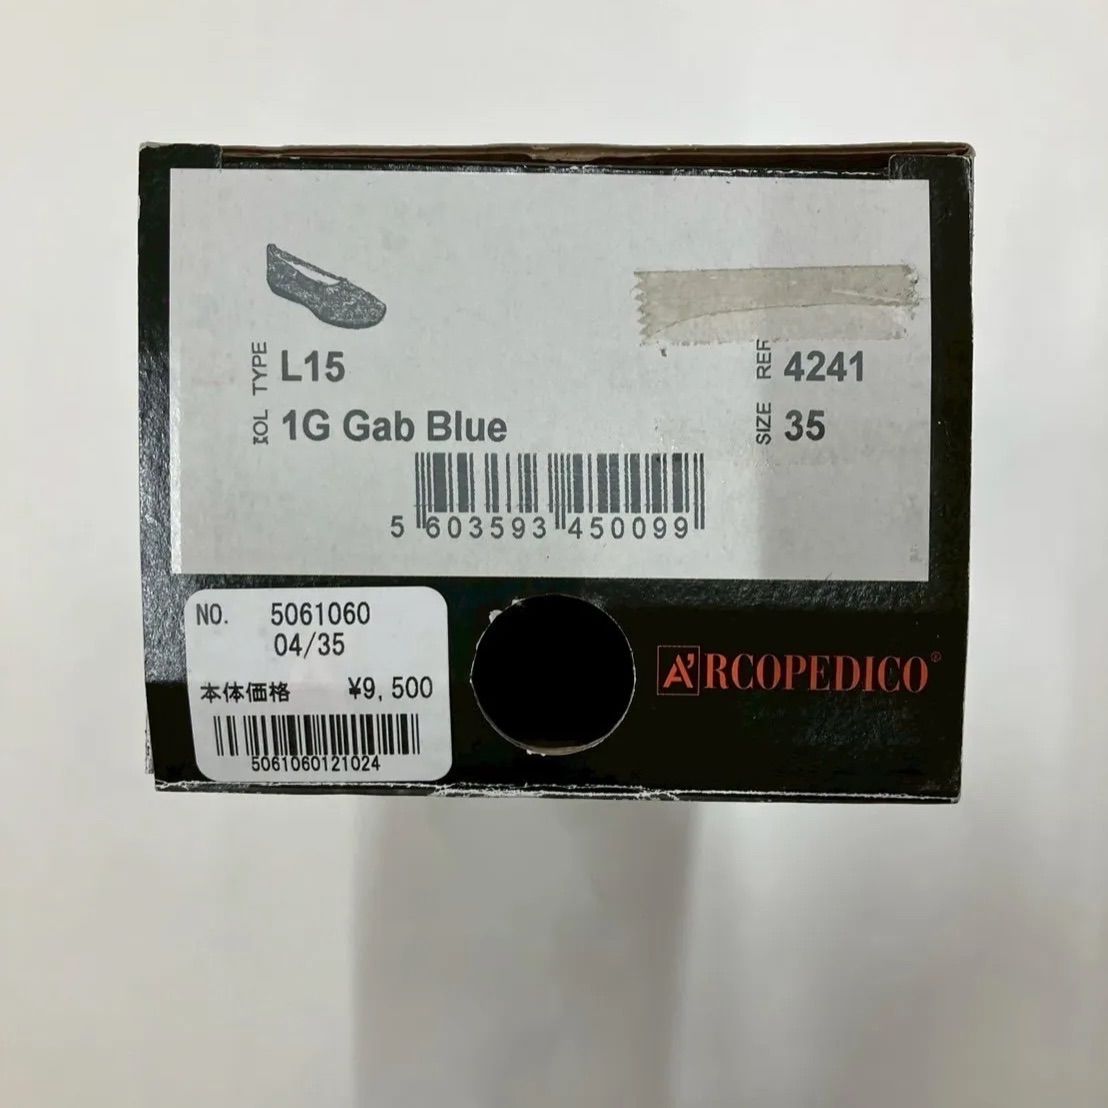 TYPE L15
REF 4241
COL 1G Gab Blue
SIZE 35
5 603593 450099
NO. 5061060
04/35
本体価格 ¥9,500
5061060121024
ARCOPEDICO®